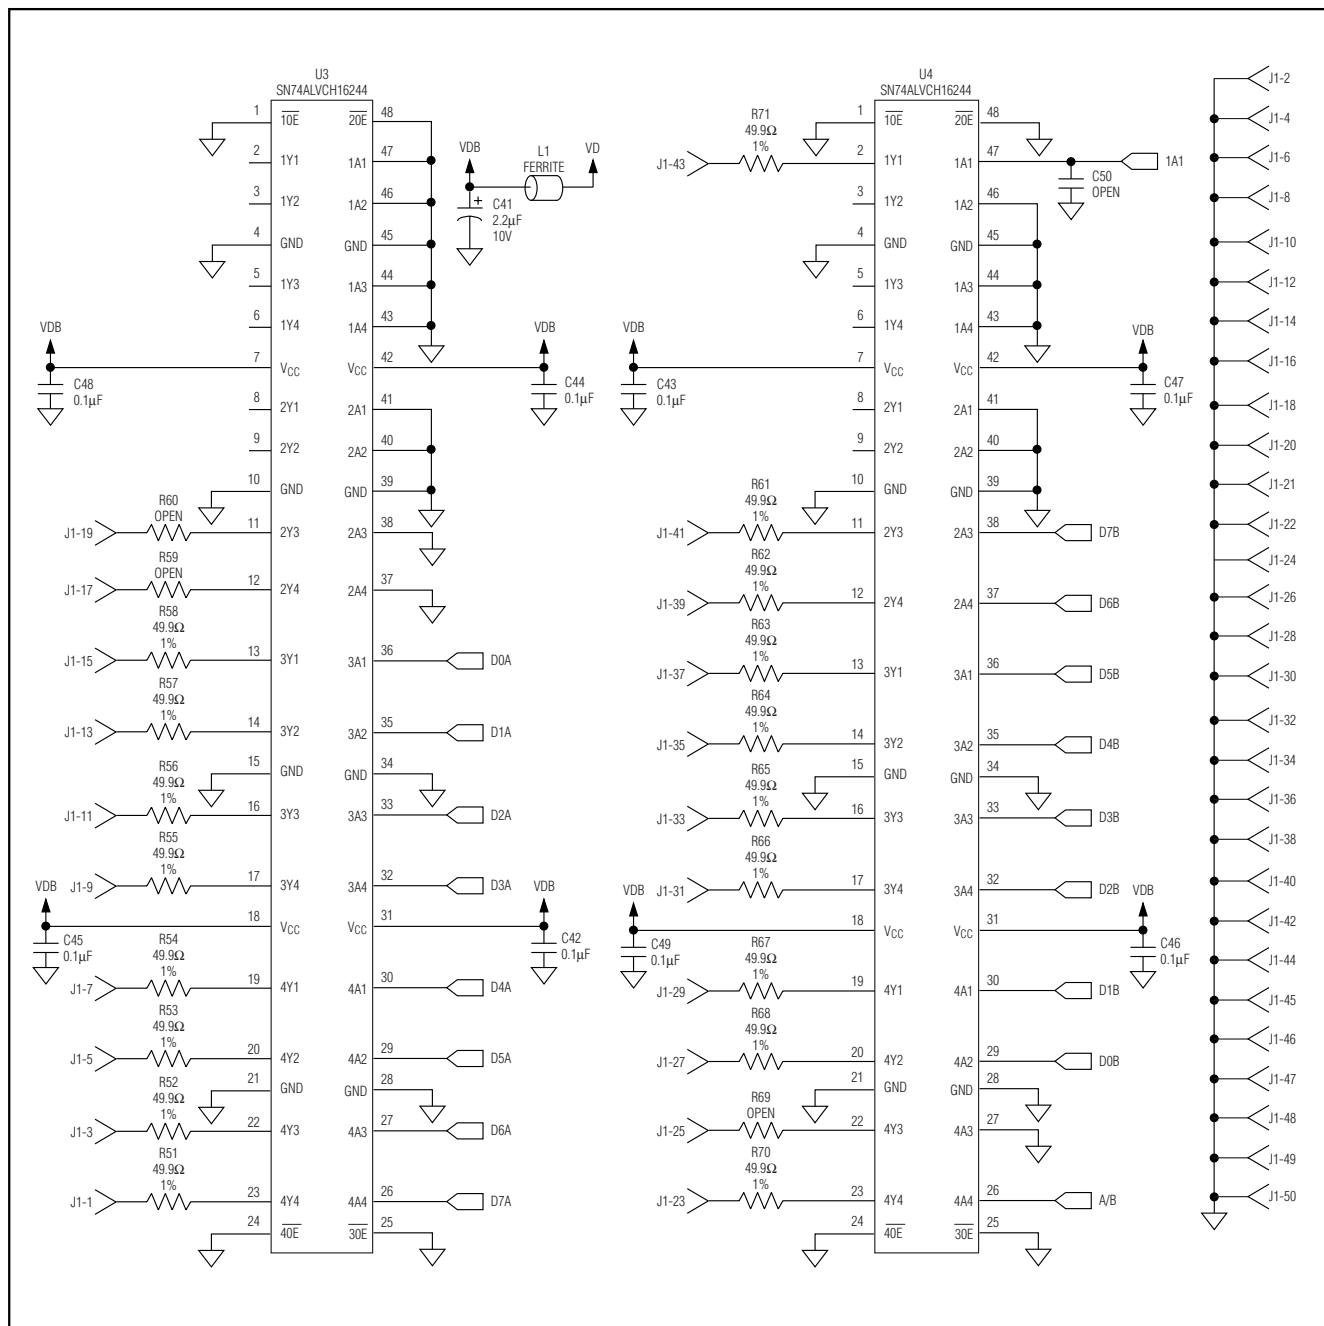 U3
SN74ALVCH16244
1 1OE 2OE 48
2 1Y1 1A1 47
3 1Y2 1A2 46
4 GND GND 45
5 1Y3 1A3 44
6 1Y4 1A4 43
VDB
7 VCC VCC 42
VDB
C48
0.1µF
C44
0.1µF
8 2Y1 2A1 41
9 2Y2 2A2 40
10 GND GND 39
R60
OPEN
J1-19 11 2Y3 2A3 38
R59
OPEN
J1-17 12 2Y4 2A4 37
R58
49.9Ω
1%
J1-15 13 3Y1 3A1 36 D0A
R57
49.9Ω
1%
J1-13 14 3Y2 3A2 35 D1A
15 GND GND 34
R56
49.9Ω
1%
J1-11 16 3Y3 3A3 33 D2A
R55
49.9Ω
1%
J1-9 17 3Y4 3A4 32 D3A
VDB
18 VCC VCC 31
VDB
C45
0.1µF
C42
0.1µF
R54
49.9Ω
1%
J1-7 19 4Y1 4A1 30 D4A
R53
49.9Ω
1%
J1-5 20 4Y2 4A2 29 D5A
21 GND GND 28
R52
49.9Ω
1%
J1-3 22 4Y3 4A3 27 D6A
R51
49.9Ω
1%
J1-1 23 4Y4 4A4 26 D7A
24 4OE 3OE 25
VDB
L1
FERRITE
VD
+
C41
2.2µF
10V
U4
SN74ALVCH16244
1 1OE 2OE 48
R71
49.9Ω
1%
J1-43 2 1Y1 1A1 47 1A1
C50
OPEN
3 1Y2 1A2 46
4 GND GND 45
5 1Y3 1A3 44
6 1Y4 1A4 43
VDB
7 VCC VCC 42
VDB
C43
0.1µF
C47
0.1µF
8 2Y1 2A1 41
9 2Y2 2A2 40
10 GND GND 39
R61
49.9Ω
1%
J1-41 11 2Y3 2A3 38 D7B
R62
49.9Ω
1%
J1-39 12 2Y4 2A4 37 D6B
R63
49.9Ω
1%
J1-37 13 3Y1 3A1 36 D5B
R64
49.9Ω
1%
J1-35 14 3Y2 3A2 35 D4B
15 GND GND 34
R65
49.9Ω
1%
J1-33 16 3Y3 3A3 33 D3B
R66
49.9Ω
1%
J1-31 17 3Y4 3A4 32 D2B
VDB
18 VCC VCC 31
VDB
C49
0.1µF
C46
0.1µF
R67
49.9Ω
1%
J1-29 19 4Y1 4A1 30 D1B
R68
49.9Ω
1%
J1-27 20 4Y2 4A2 29 D0B
21 GND GND 28
R69
OPEN
J1-25 22 4Y3 4A3 27
R70
49.9Ω
1%
J1-23 23 4Y4 4A4 26 A/B
24 4OE 3OE 25
J1-2
J1-4
J1-6
J1-8
J1-10
J1-12
J1-14
J1-16
J1-18
J1-20
J1-21
J1-22
J1-24
J1-26
J1-28
J1-30
J1-32
J1-34
J1-36
J1-38
J1-40
J1-42
J1-44
J1-45
J1-46
J1-47
J1-48
J1-49
J1-50